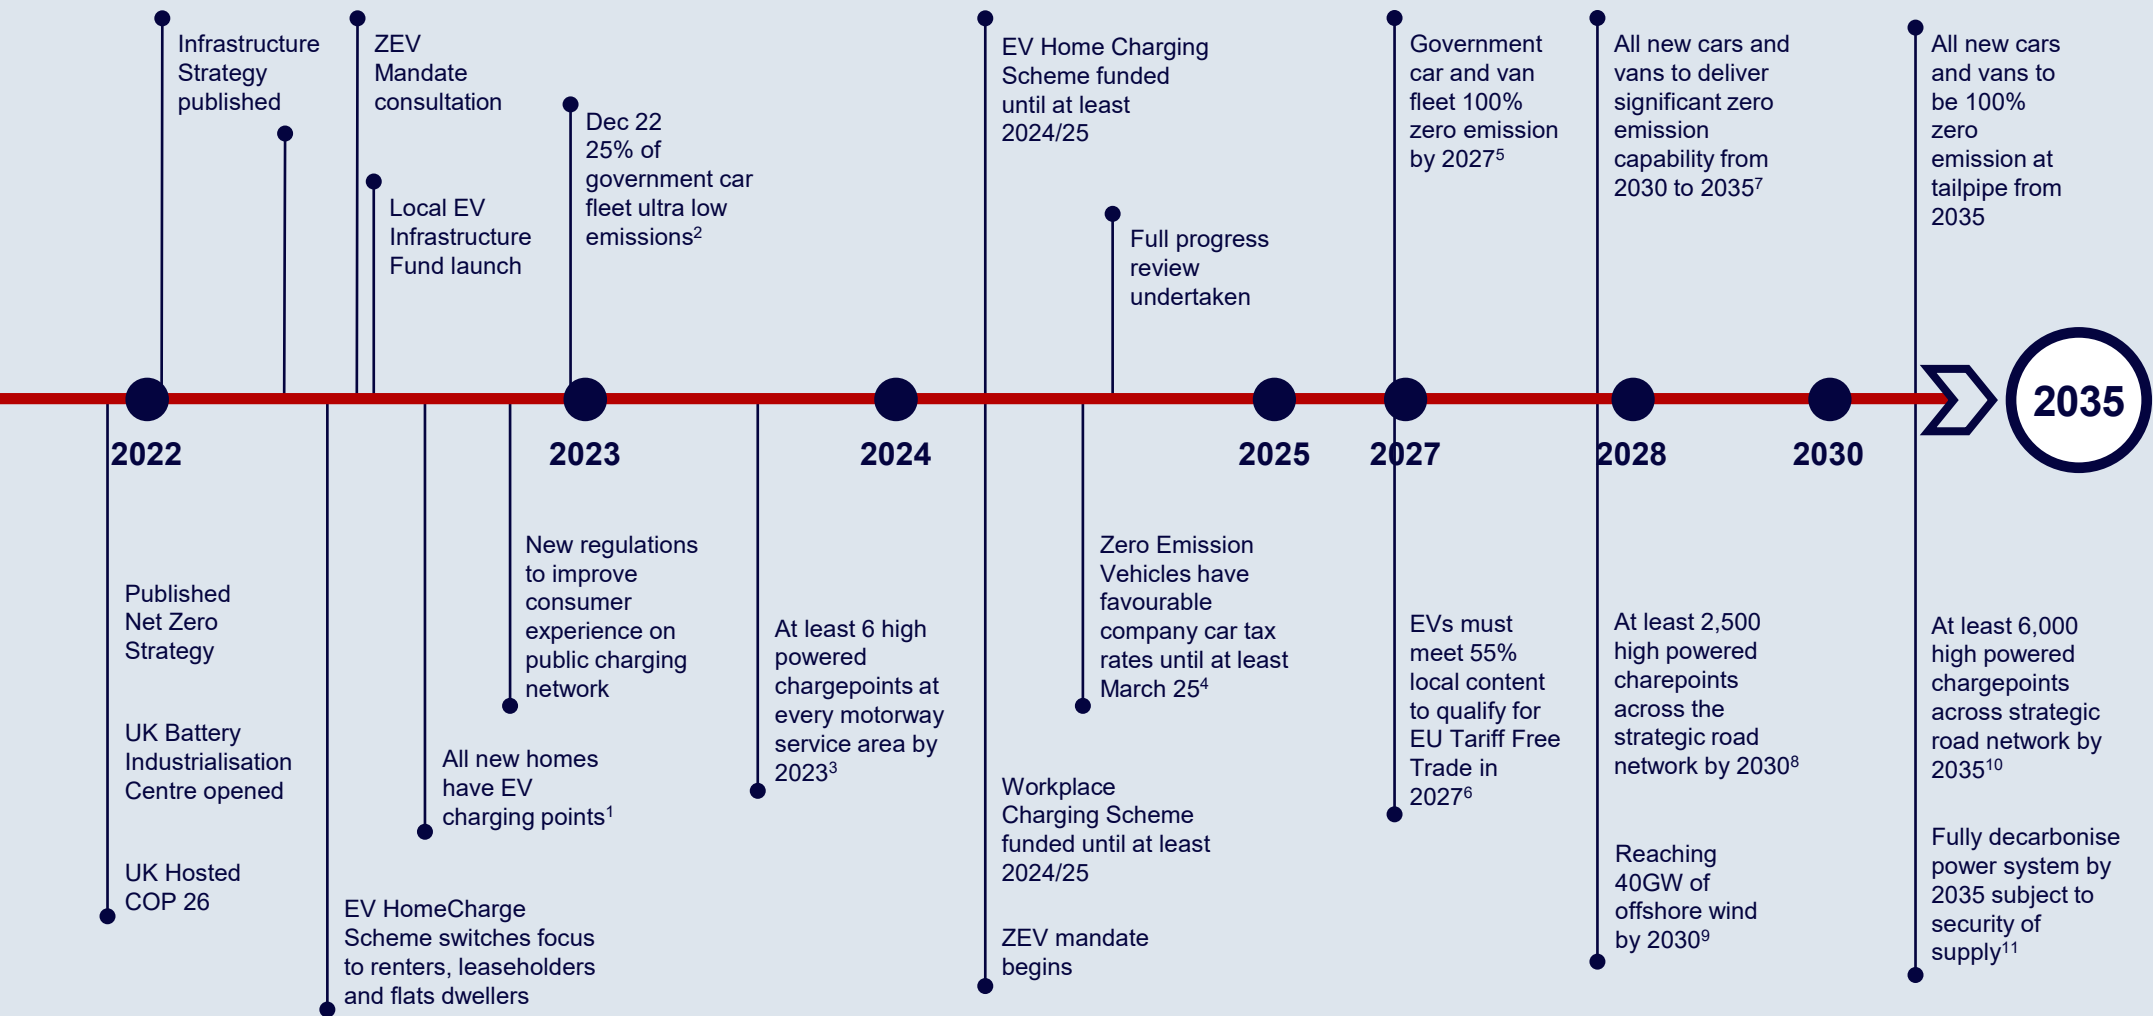 Infrastructure
Strategy
published
ZEV
Mandate
consultation
Local EV
Infrastructure
Fund launch
Dec 22
25% of
government car
fleet ultra low
emissions²
EV Home Charging
Scheme funded
until at least
2024/25
Full progress
review
undertaken
Government
car and van
fleet 100%
zero emission
by 2027⁵
All new cars and
vans to deliver
significant zero
emission
capability from
2030 to 2035⁷
All new cars
and vans to
be 100%
zero
emission at
tailpipe from
2035
2022
2023
2024
2025
2027
2028
2030
2035
Published
Net Zero
Strategy
UK Battery
Industrialisation
Centre opened
UK Hosted
COP 26
EV HomeCharge
Scheme switches focus
to renters, leaseholders
and flats dwellers
All new homes
have EV
charging points¹
New regulations
to improve
consumer
experience on
public charging
network
At least 6 high
powered
chargepoints at
every motorway
service area by
2023³
Workplace
Charging Scheme
funded until at least
2024/25
ZEV mandate
begins
Zero Emission
Vehicles have
favourable
company car tax
rates until at least
March 25⁴
EVs must
meet 55%
local content
to qualify for
EU Tariff Free
Trade in
2027⁶
At least 2,500
high powered
charepoints
across the
strategic road
network by 2030⁸
Reaching
40GW of
offshore wind
by 2030⁹
At least 6,000
high powered
chargepoints
across strategic
road network by
2035¹⁰
Fully decarbonise
power system by
2035 subject to
security of
supply¹¹